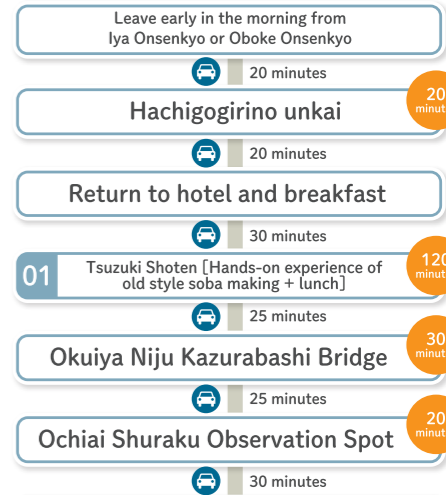 Leave early in the morning from
Iya Onsenkyo or Oboke Onsenkyo
20 minutes
Hachigogirino unkai
20
20 minutes
Return to hotel and breakfast
30 minutes
01
Tsuzuki Shoten [Hands-on experience of
old style soba making + lunch]
120
25 minutes
Okuiya Niju Kazurabashi Bridge
30
25 minutes
Ochiai Shuraku Observation Spot
20
30 minutes